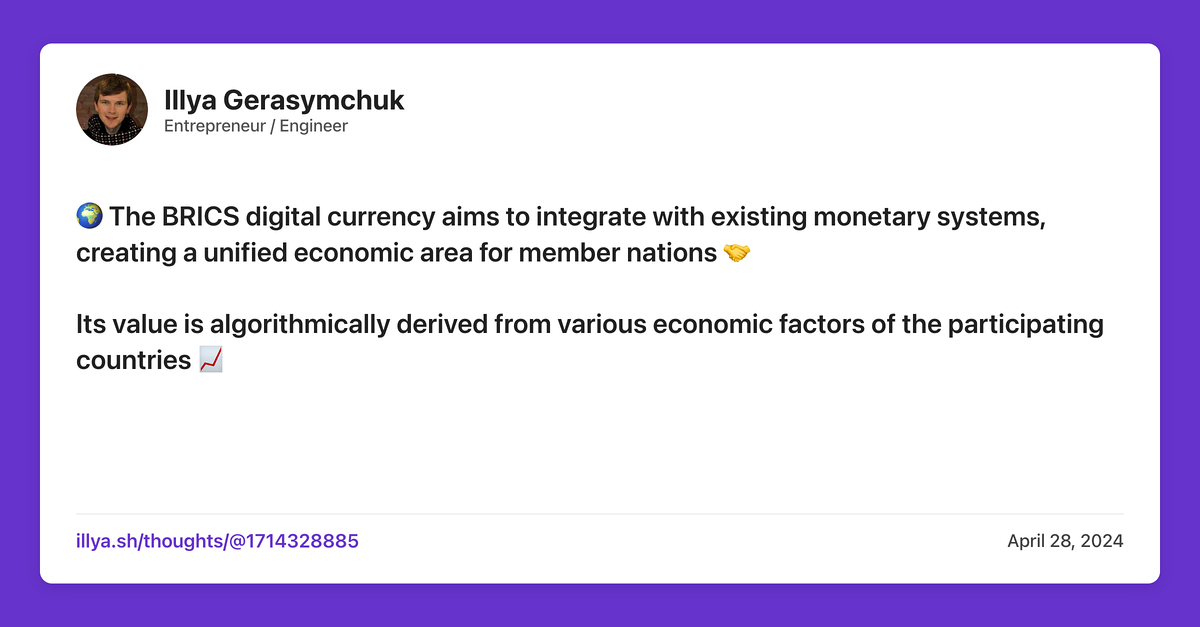 Illya Gerasymchuk
Entrepreneur / Engineer
🌍 The BRICS digital currency aims to integrate with existing monetary systems,
creating a unified economic area for member nations 🤝
Its value is algorithmically derived from various economic factors of the participating
countries 📈
illya.sh/thoughts/@1714328885
April 28, 2024